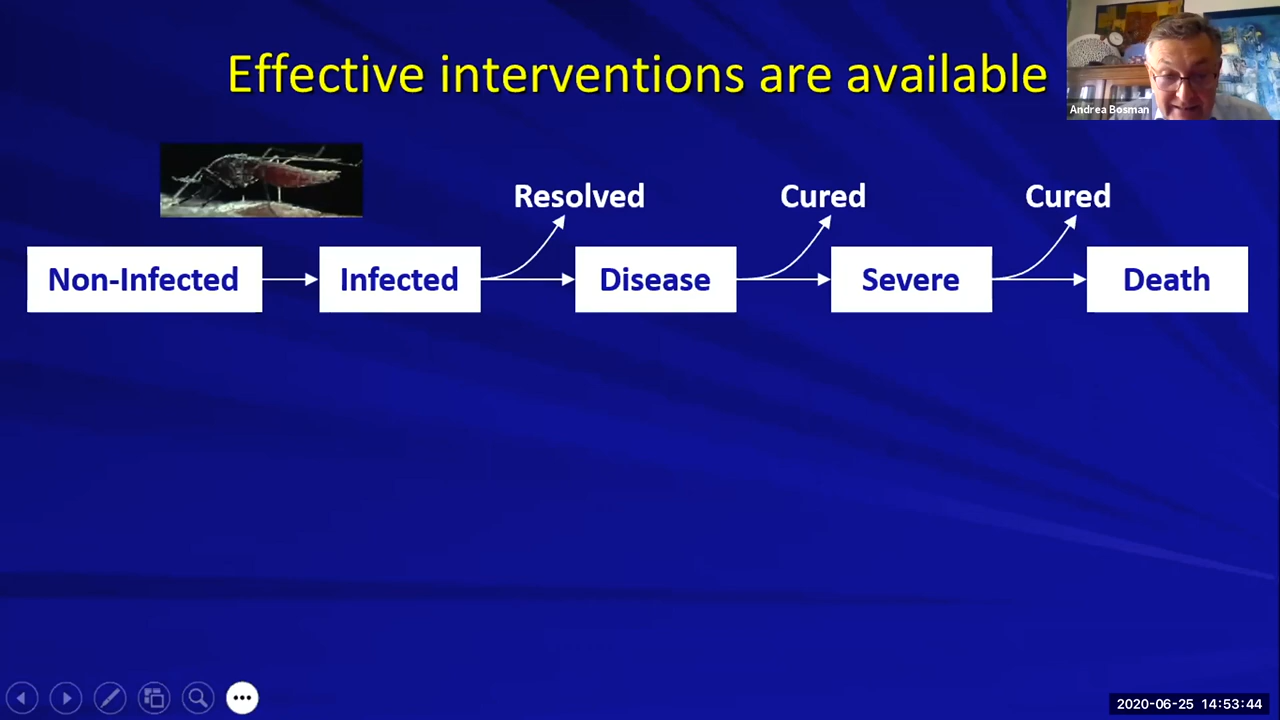 Effective interventions are available
Andrea Bosman
Resolved
Cured
Cured
Non-Infected
Infected
Disease
Severe
Death
2020-06-25 14:53:44